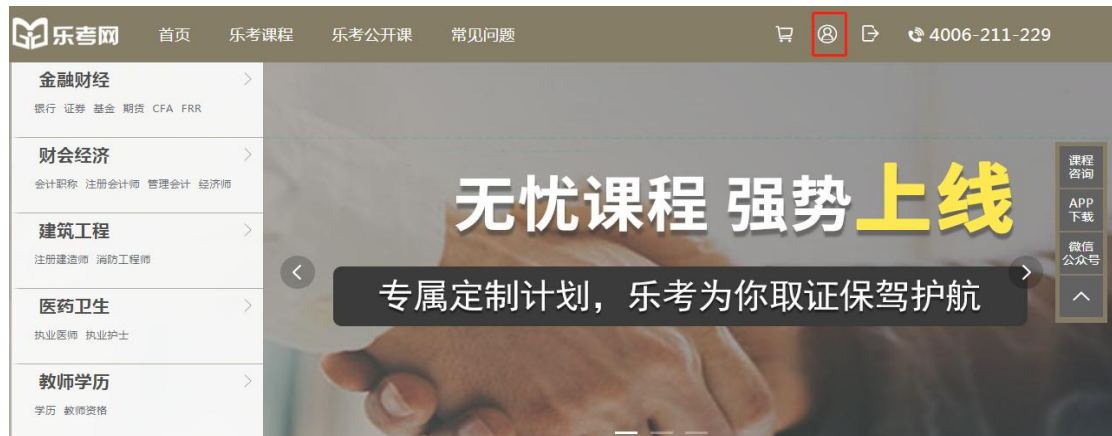 乐考网 首页 乐考课程 乐考公开课 常见问题 4006-211-229
金融财经
银行 证券 基金 期货 CFA FRR
财会经济
会计职称 注册会计师 管理会计 经济师
建筑工程
注册建造师 消防工程师
医药卫生
执业医师 执业护士
教师学历
学历 教师资格
无忧课程 强势上线
专属定制计划，乐考为你取证保驾护航
课程
咨询
APP
下载
微信
公众号